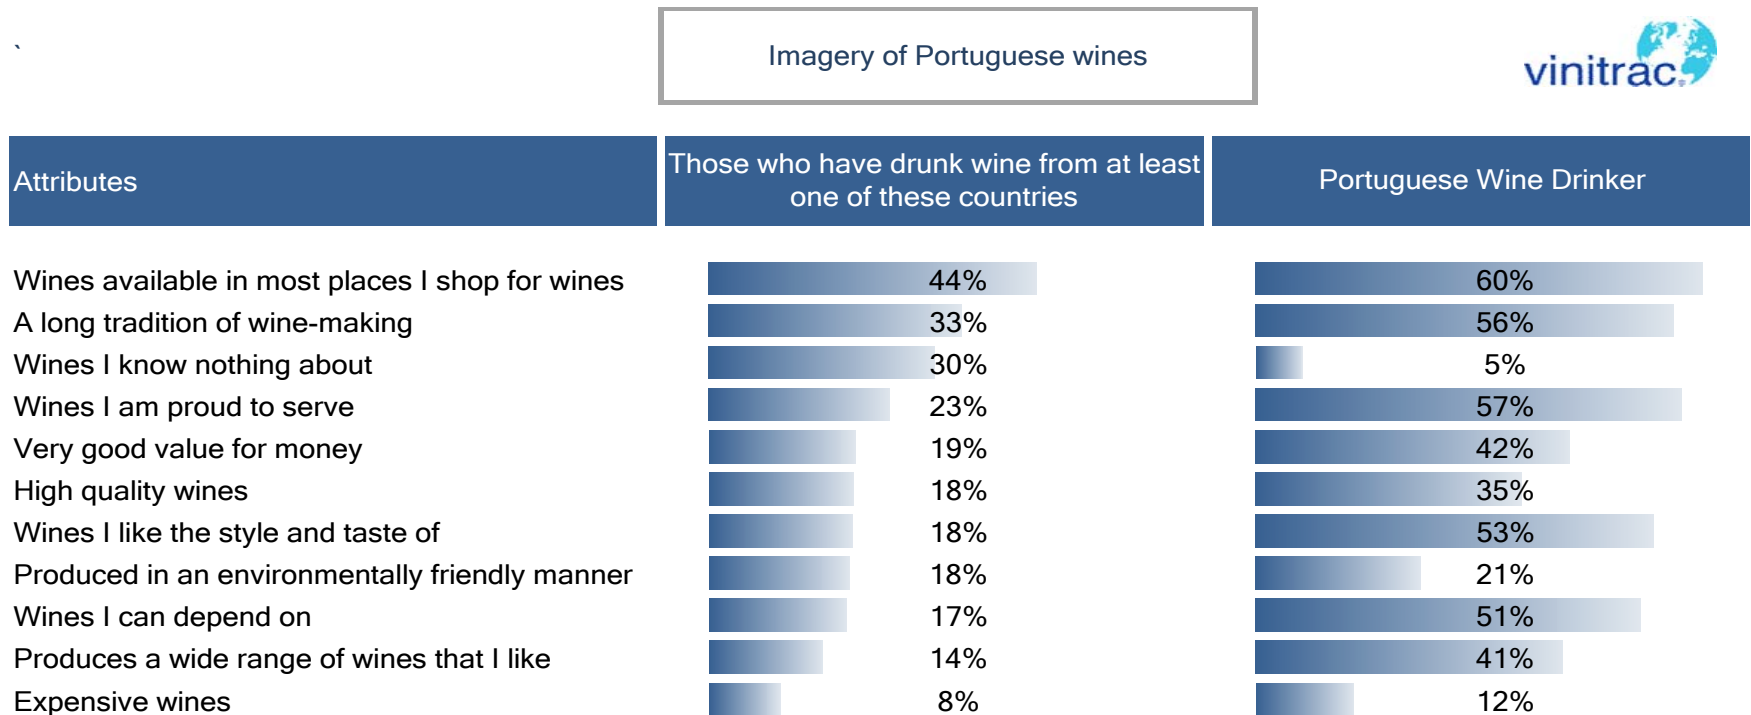 `
Imagery of Portuguese wines
vinitrac®
Attributes
Those who have drunk wine from at least
one of these countries
Portuguese Wine Drinker
Wines available in most places I shop for wines 44% 60%
A long tradition of wine-making 33% 56%
Wines I know nothing about 30% 5%
Wines I am proud to serve 23% 57%
Very good value for money 19% 42%
High quality wines 18% 35%
Wines I like the style and taste of 18% 53%
Produced in an environmentally friendly manner 18% 21%
Wines I can depend on 17% 51%
Produces a wide range of wines that I like 14% 41%
Expensive wines 8% 12%